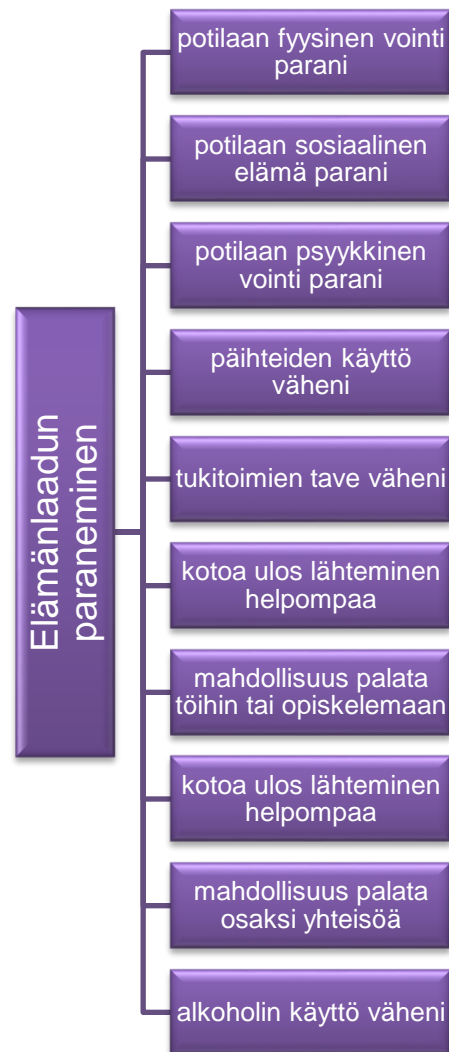 Elämänlaadun
paraneminen
potilaan fyysinen vointi
parani
potilaan sosiaalinen
elämä parani
potilaan psyykkinen
vointi parani
päihteiden käyttö
väheni
tukitoimien tave väheni
kotoa ulos lähteminen
helpompaa
mahdollisuus palata
töihin tai opiskelemaan
kotoa ulos lähteminen
helpompaa
mahdollisuus palata
osaksi yhteisöä
alkoholin käyttö väheni